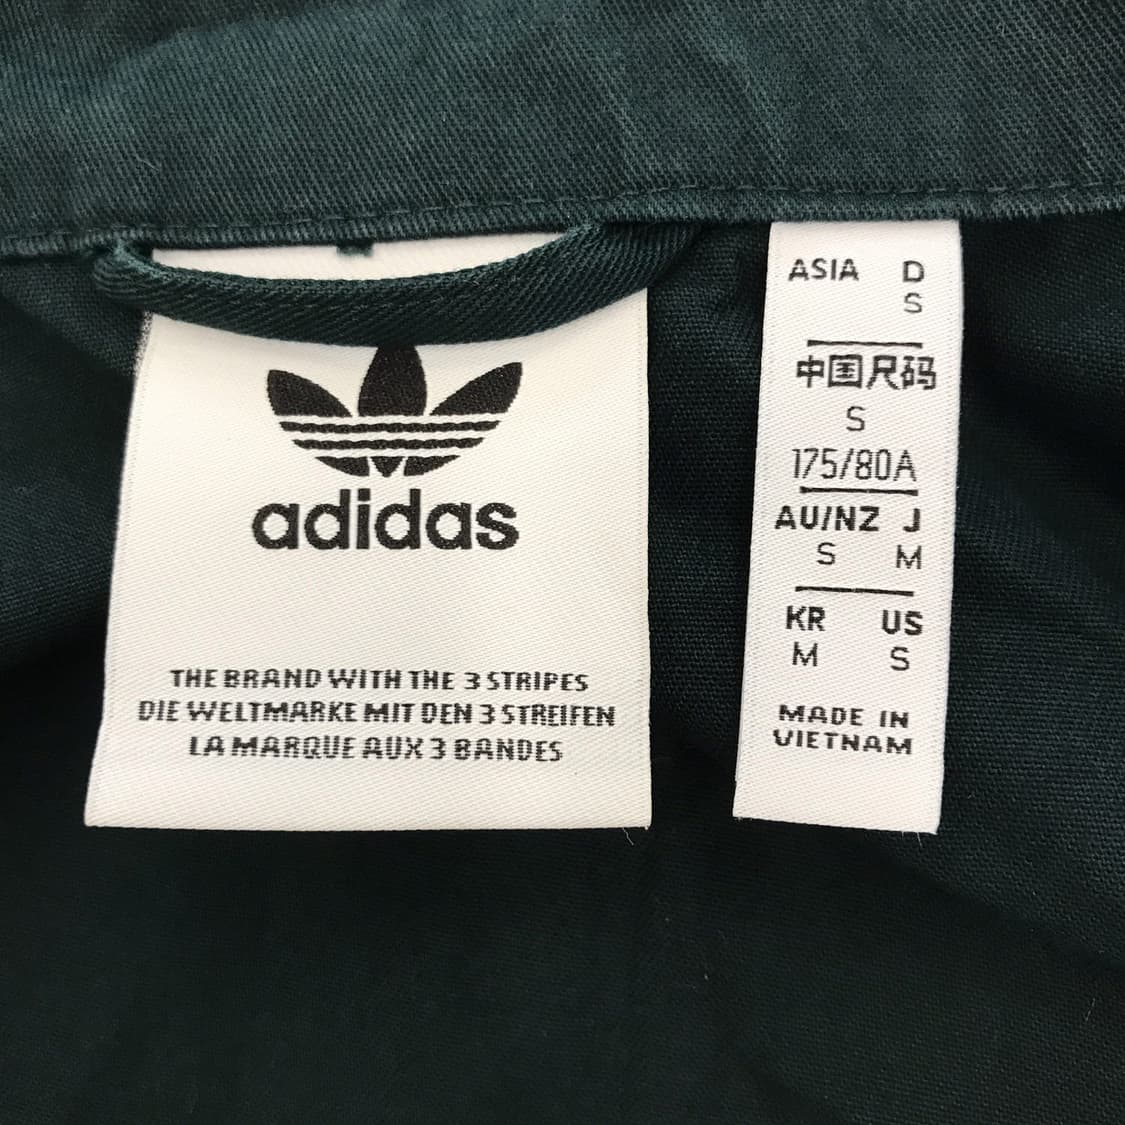 adidas
THE BRAND WITH THE 3 STRIPES
DIE WELTMARKE MIT DEN 3 STREIFEN
LA MARQUE AUX 3 BANDES
ASIA D
S
中国尺码
S
175/80A
AU/NZ J
S M
KR US
M S
MADE IN
VIETNAM